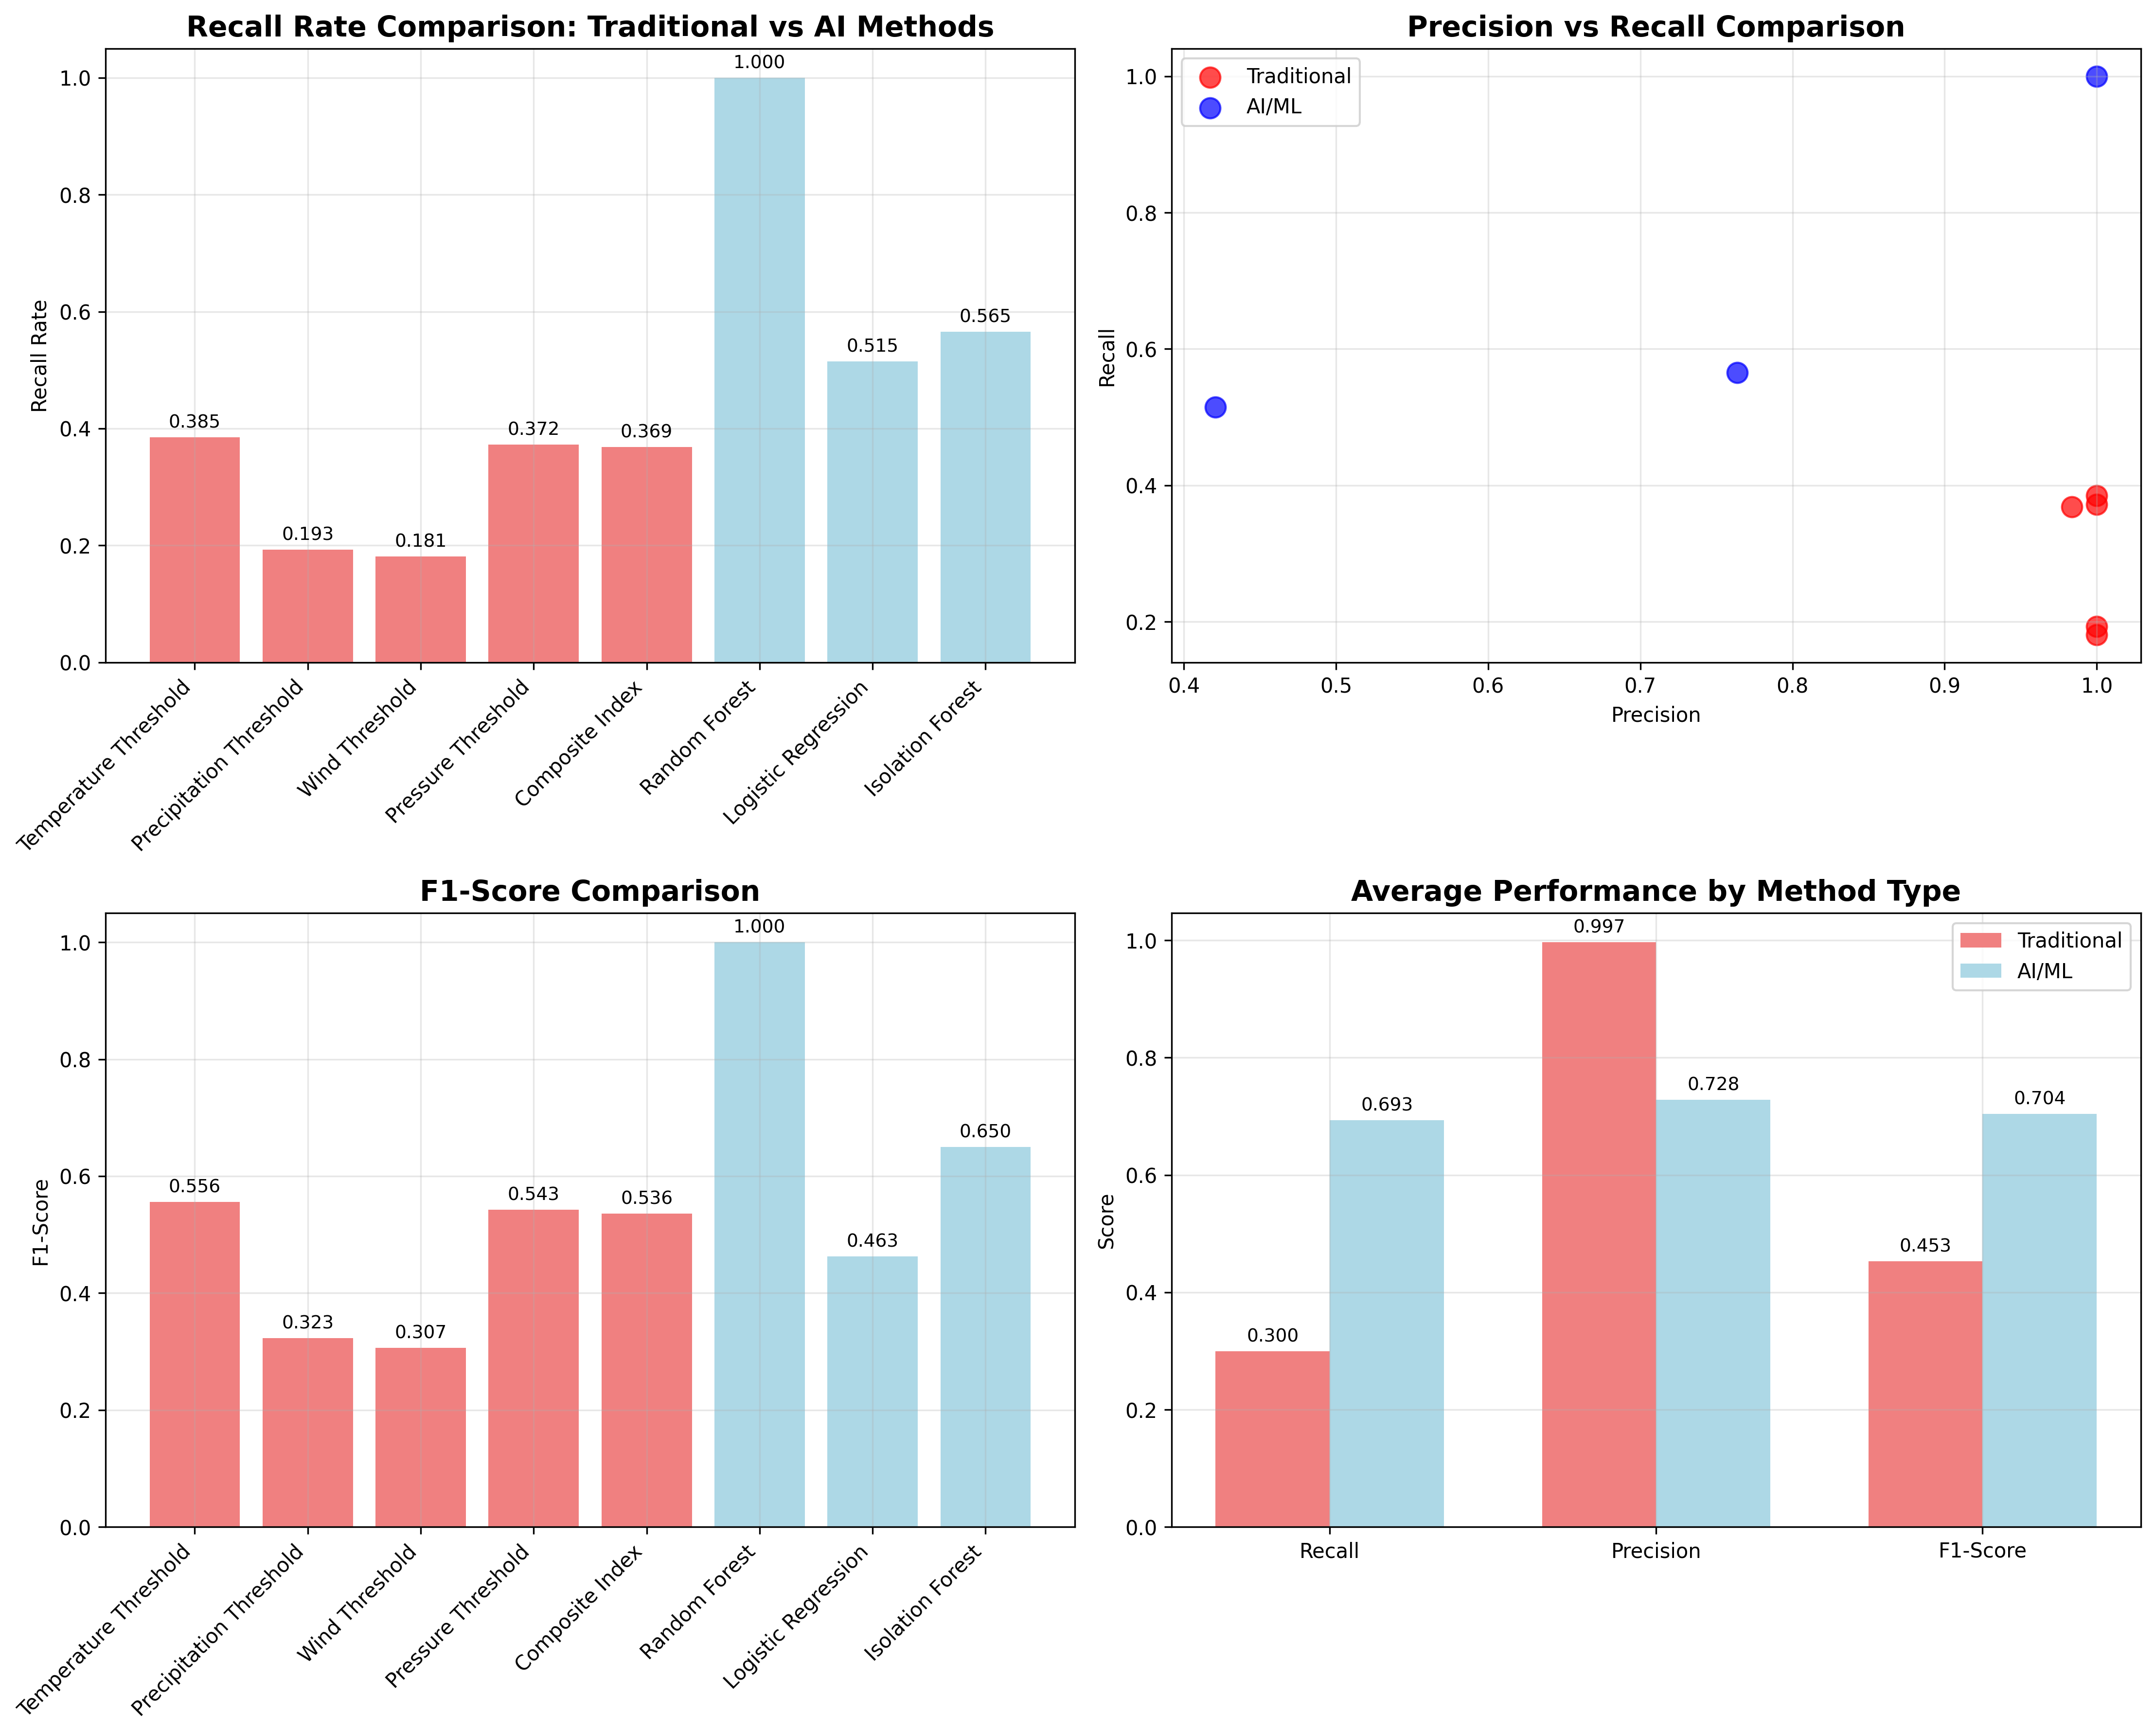 Recall Rate Comparison: Traditional vs AI Methods
1.000
1.0
0.8
0.6
0.4
0.2
0.0
Recall Rate
0.385
0.193
0.181
0.372
0.369
0.515
0.565
Temperature Threshold
Precipitation Threshold
Wind Threshold
Pressure Threshold
Composite Index
Random Forest
Logistic Regression
Isolation Forest
Precision vs Recall Comparison
Traditional
AI/ML
1.0
0.8
0.6
0.4
0.2
Recall
0.4
0.5
0.6
0.7
0.8
0.9
1.0
Precision
F1-Score Comparison
1.000
1.0
0.8
0.6
0.4
0.2
0.0
F1-Score
0.556
0.323
0.307
0.543
0.536
0.463
0.650
Temperature Threshold
Precipitation Threshold
Wind Threshold
Pressure Threshold
Composite Index
Random Forest
Logistic Regression
Isolation Forest
Average Performance by Method Type
Traditional
AI/ML
1.0
0.8
0.6
0.4
0.2
0.0
Score
0.300
0.693
0.997
0.728
0.453
0.704
Recall
Precision
F1-Score